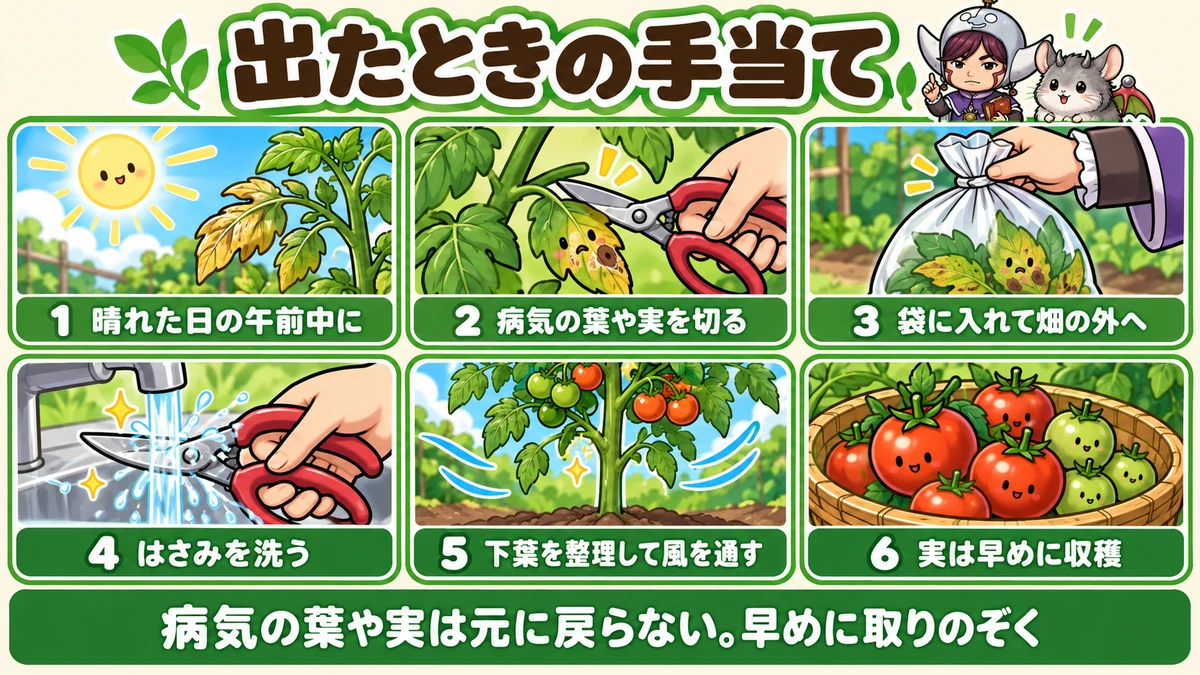 出たときの手当て
1 晴れた日の午前中に
2 病気の葉や実を切る
3 袋に入れて畑の外へ
4 はさみを洗う
5 下葉を整理して風を通す
6 実は早めに収穫
病気の葉や実は元に戻らない。早めに取りのぞく